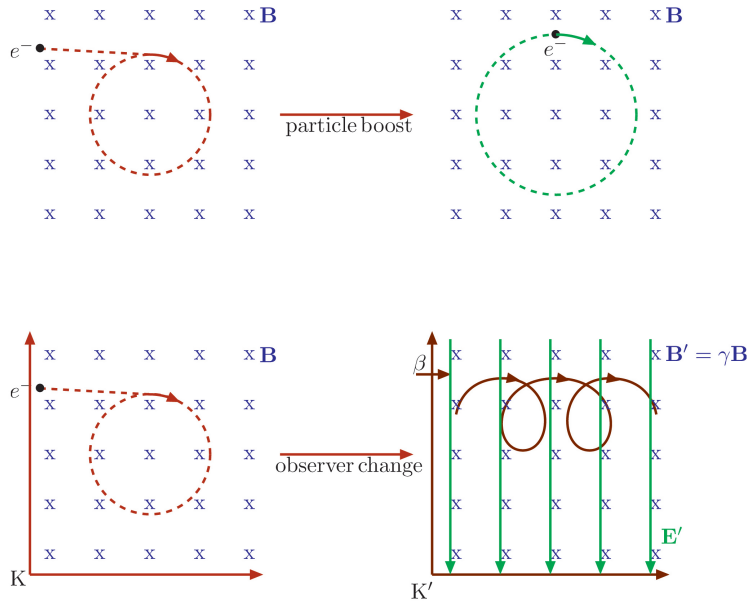 x x x x x B
e⁻
x x x x x
x x x x x
x x x x x
x x x x x
particle boost
x x x x x B
e⁻
x x x x x
x x x x x
x x x x x
x x x x x
x x x x x B
e⁻
x x x x x
x x x x x
x x x x x
x x x x x
K
observer change
x x x x x B′ = γB
β
x x x x x
x x x x x
x x x x x
E′
x x x x x
K′